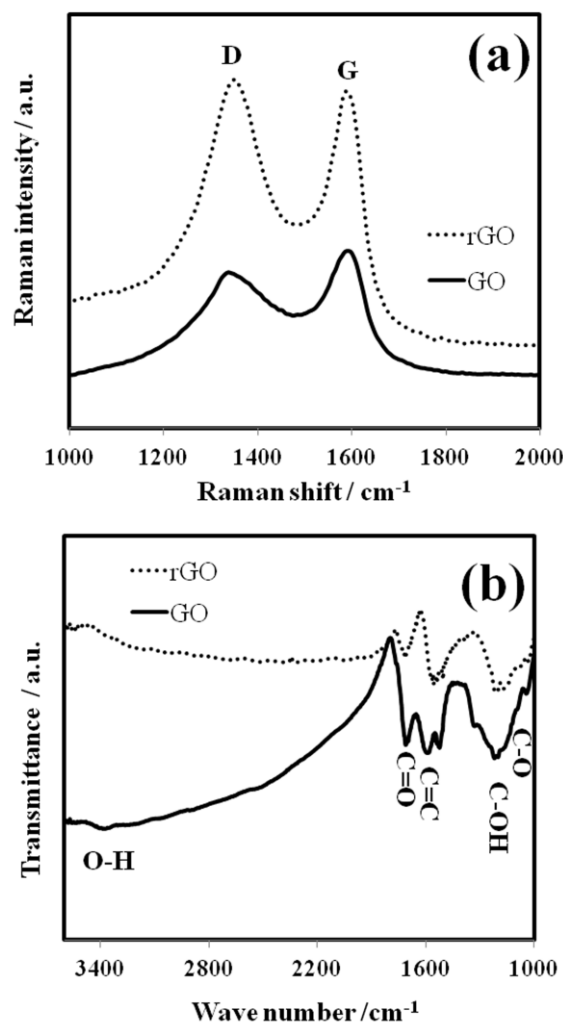 (a)
D
G
rGO
GO
Raman intensity / a.u.
1000 1200 1400 1600 1800 2000
Raman shift / cm-1
(b)
rGO
GO
Transmittance / a.u.
O-H
C=O
C=C
C-OH
C-O
3400 2800 2200 1600 1000
Wave number /cm-1